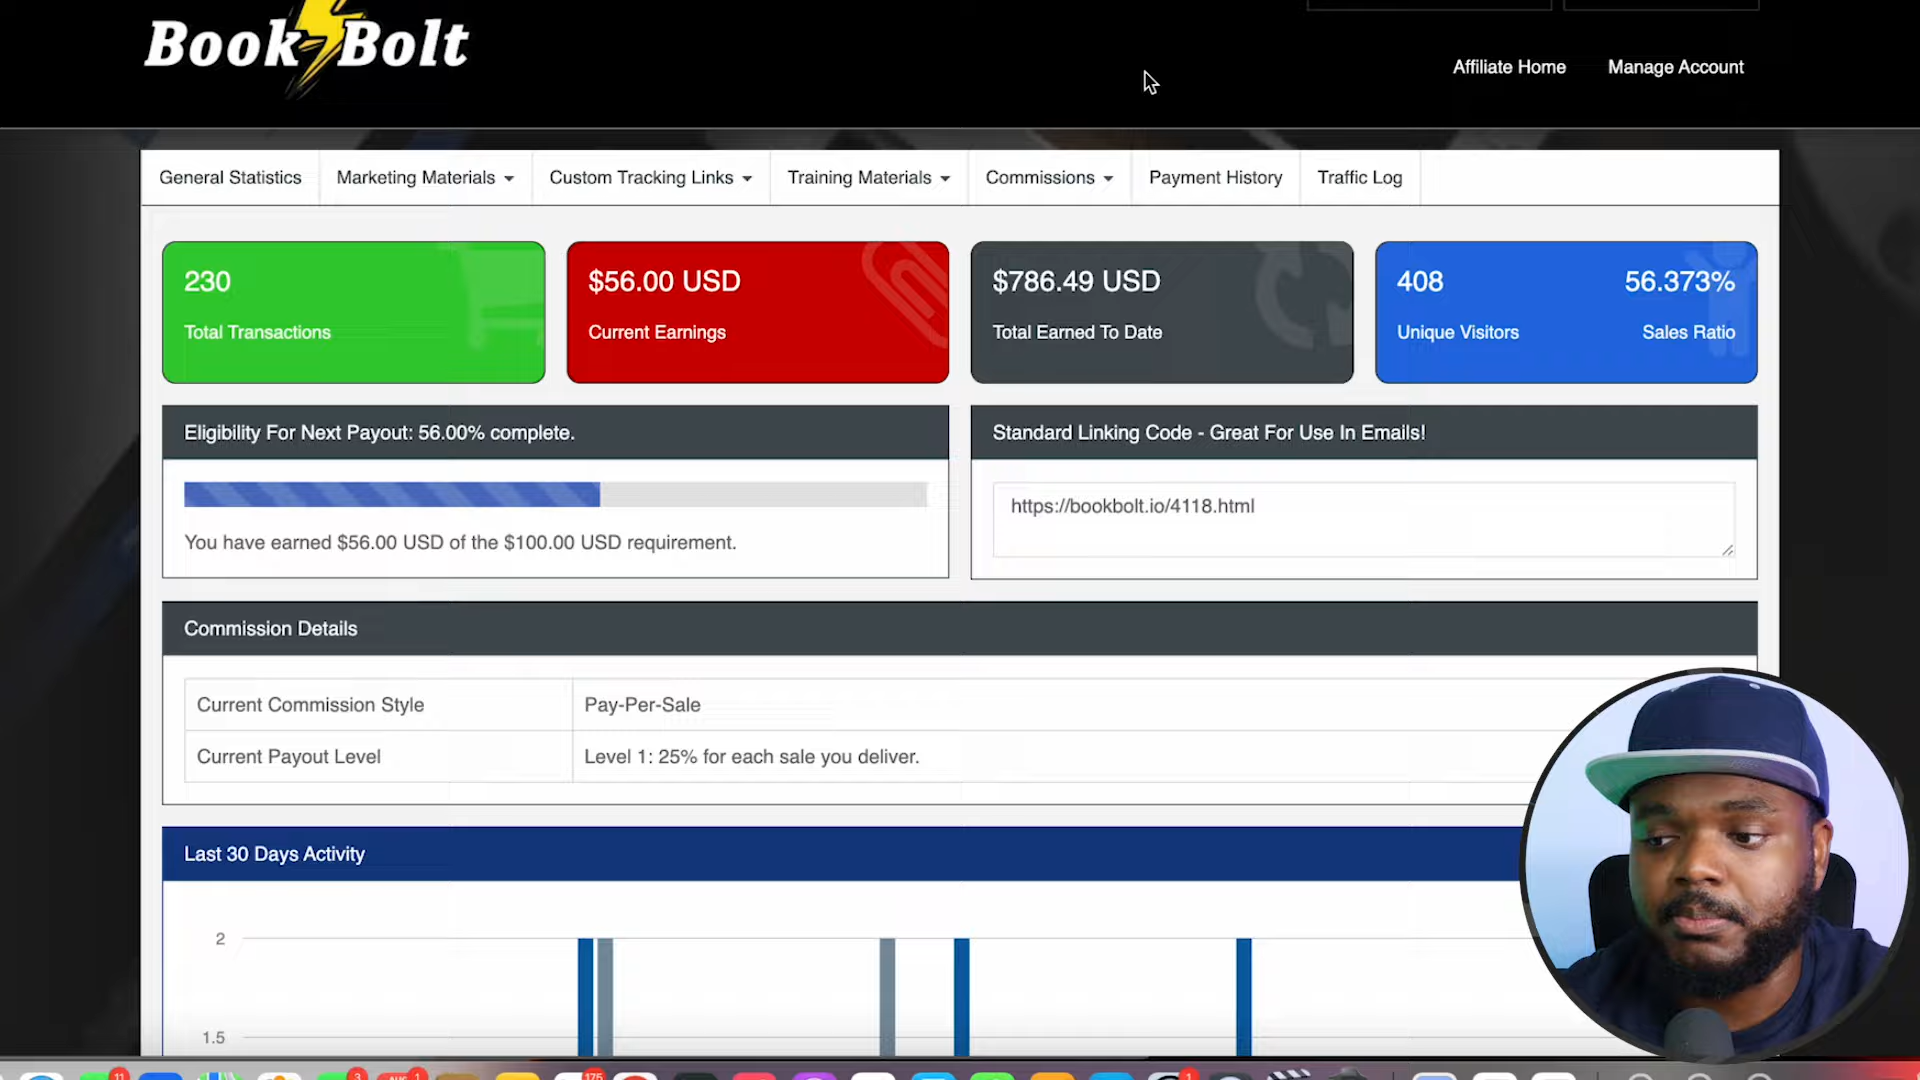 Book Bolt
Affiliate Home Manage Account
General Statistics Marketing Materials Custom Tracking Links Training Materials Commissions Payment History Traffic Log
230
Total Transactions
$56.00 USD
Current Earnings
$786.49 USD
Total Earned To Date
408 56.373%
Unique Visitors Sales Ratio
Eligibility For Next Payout: 56.00% complete.
You have earned $56.00 USD of the $100.00 USD requirement.
Standard Linking Code - Great For Use In Emails!
https://bookbolt.io/4118.html
Commission Details
Current Commission Style Pay-Per-Sale
Current Payout Level Level 1: 25% for each sale you deliver.
Last 30 Days Activity
2
1.5
11 3 1 175 1